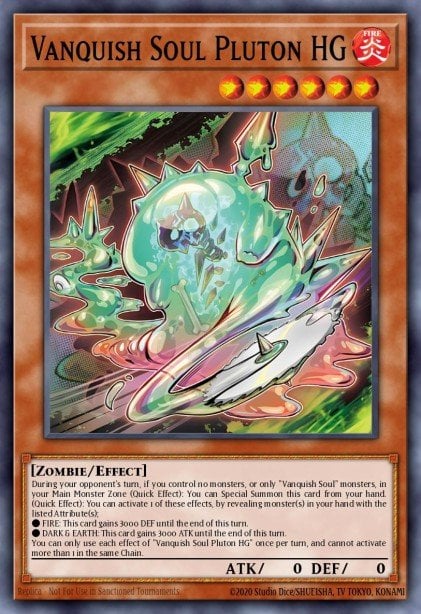 Vanquish Soul Pluton HG
FIRE
炎
[Zombie/Effect]
During your opponent's turn, if you control no monsters, or only "Vanquish Soul" monsters, in
your Main Monster Zone (Quick Effect): You can Special Summon this card from your hand.
(Quick Effect): You can activate 1 of these effects, by revealing monster(s) in your hand with the
listed Attribute(s);
● FIRE: This card gains 3000 DEF until the end of this turn.
● DARK & EARTH: This card gains 3000 ATK until the end of this turn.
You can only use each effect of "Vanquish Soul Pluton HG" once per turn, and cannot activate
more than 1 in the same Chain.
ATK/ 0 DEF/ 0
Replica - Not For Use in Sanctioned Tournaments
©2020 Studio Dice/SHUEISHA, TV TOKYO, KONAMI